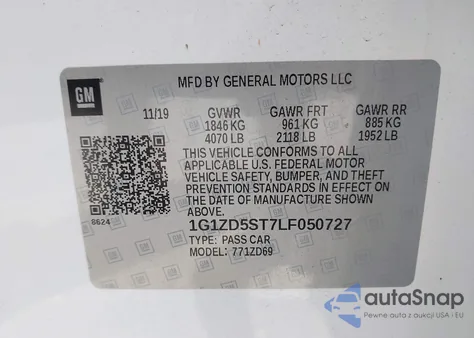 MFD BY GENERAL MOTORS LLC
GM
11/19 GVWR GAWR FRT GAWR RR
1846 KG 961 KG 885 KG
4070 LB 2118 LB 1952 LB
THIS VEHICLE CONFORMS TO ALL
APPLICABLE U.S. FEDERAL MOTOR
VEHICLE SAFETY, BUMPER, AND THEFT
PREVENTION STANDARDS IN EFFECT ON THE
DATE OF MANUFACTURE SHOWN ABOVE.
8624
1G1ZD5ST7LF050727
TYPE: PASS CAR
MODEL: 771ZD69
autaSnap
Pewne auta z aukcji USA i EU